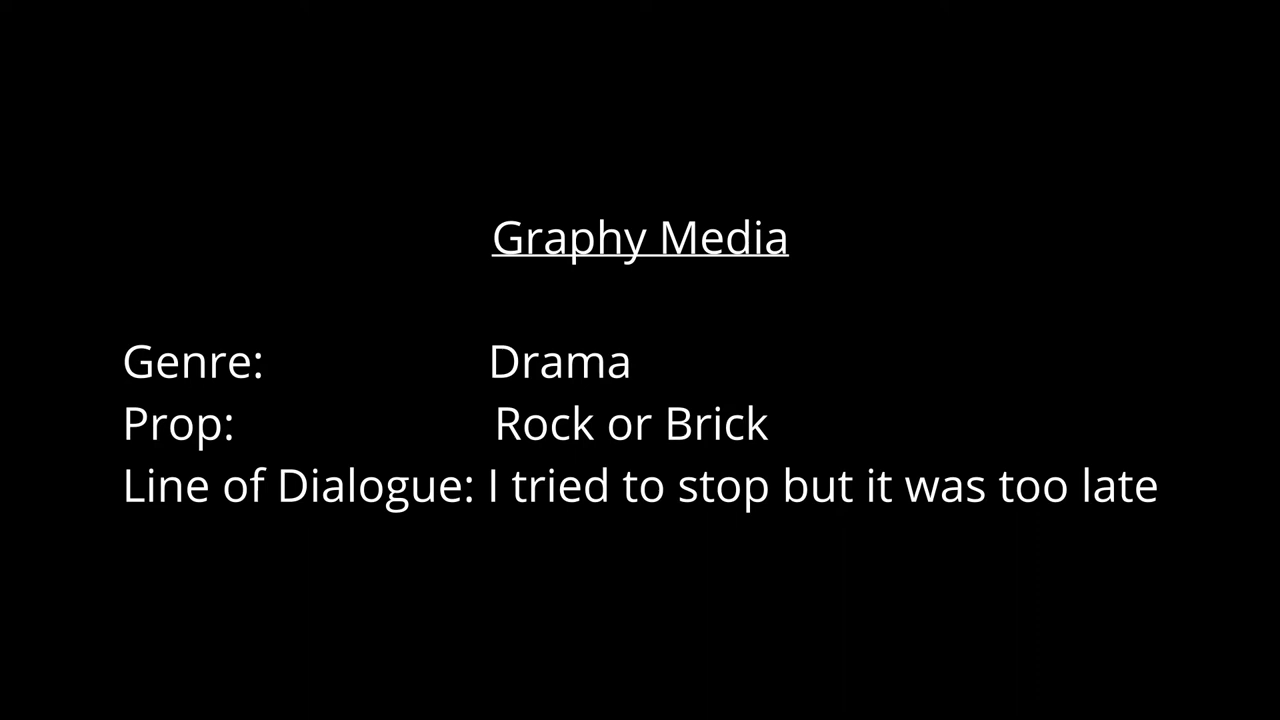 Graphy Media
Genre: Drama
Prop: Rock or Brick
Line of Dialogue: I tried to stop but it was too late